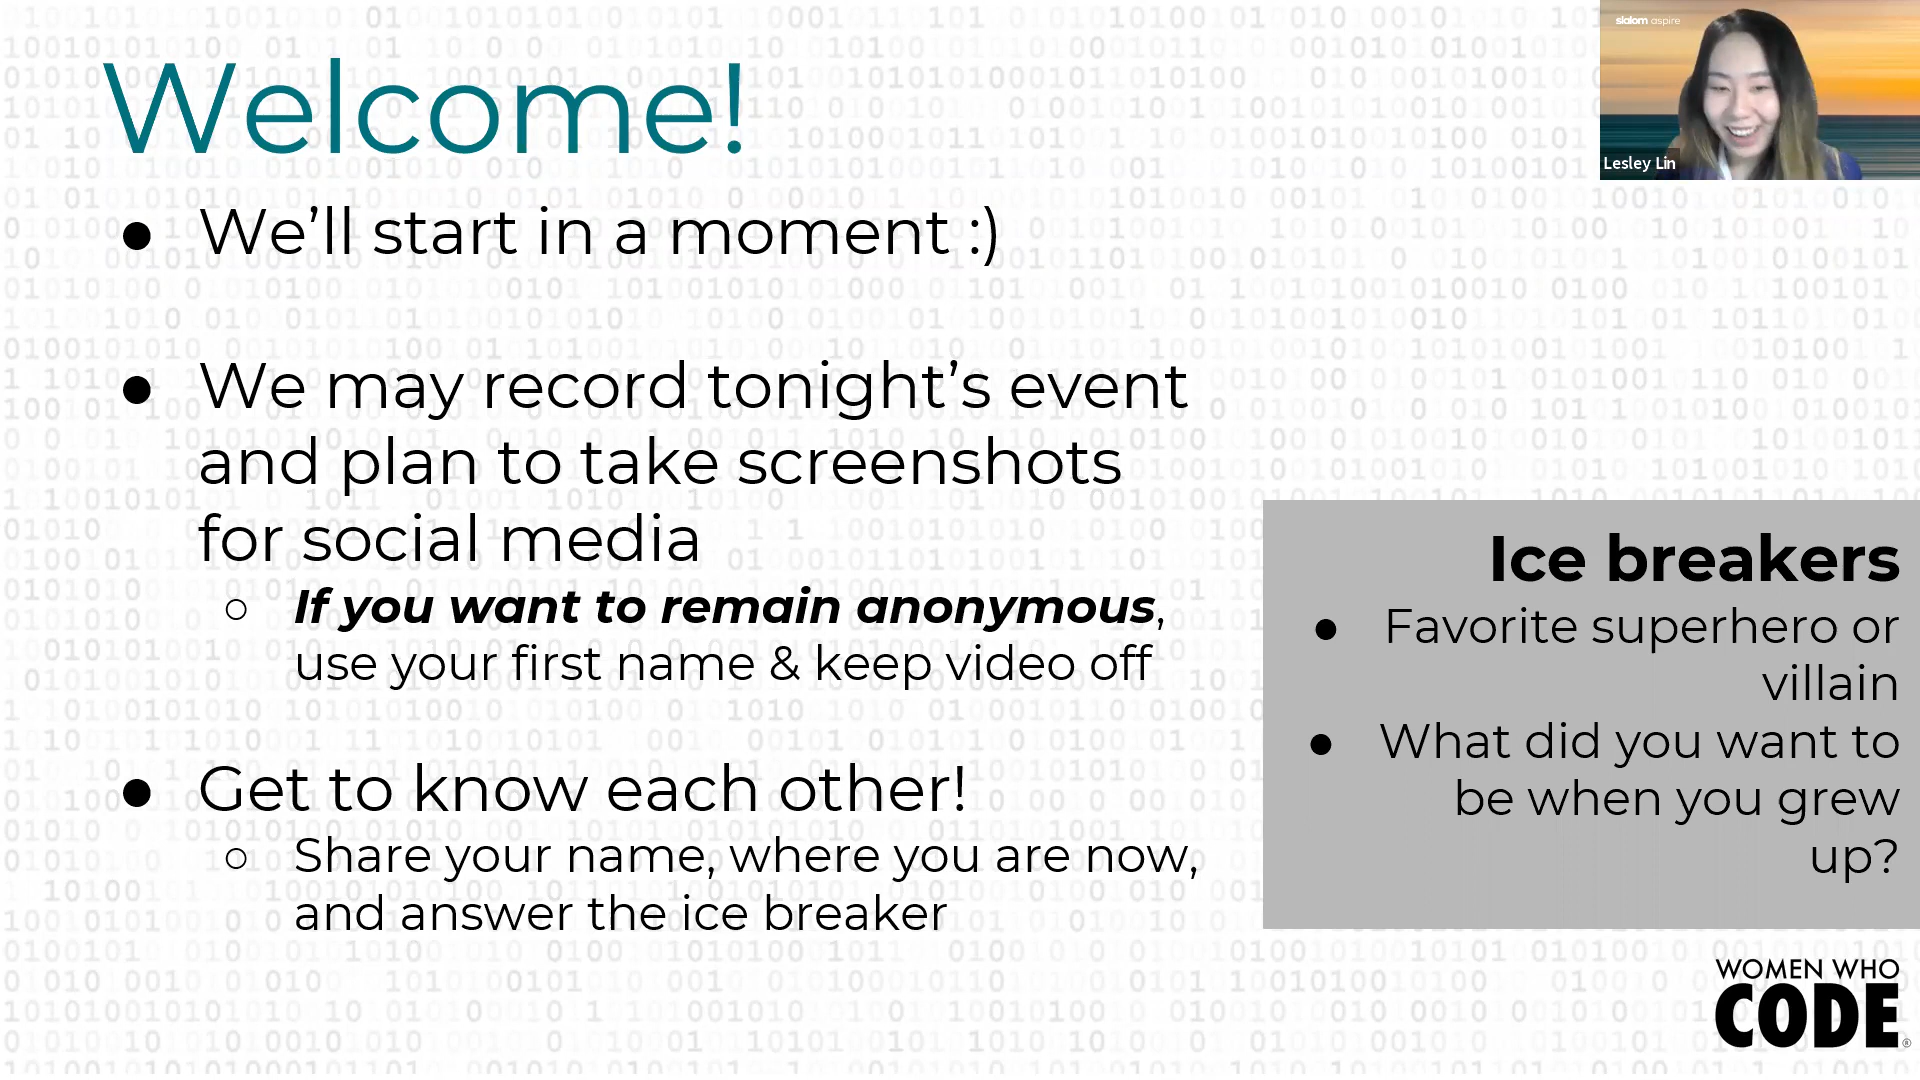 Welcome!
● We’ll start in a moment :)
● We may record tonight’s event
and plan to take screenshots
for social media
○ If you want to remain anonymous,
use your first name & keep video off
● Get to know each other!
○ Share your name, where you are now,
and answer the ice breaker
slalom aspire
Lesley Lin
Ice breakers
● Favorite superhero or
villain
● What did you want to
be when you grew
up?
WOMEN WHO
CODE®